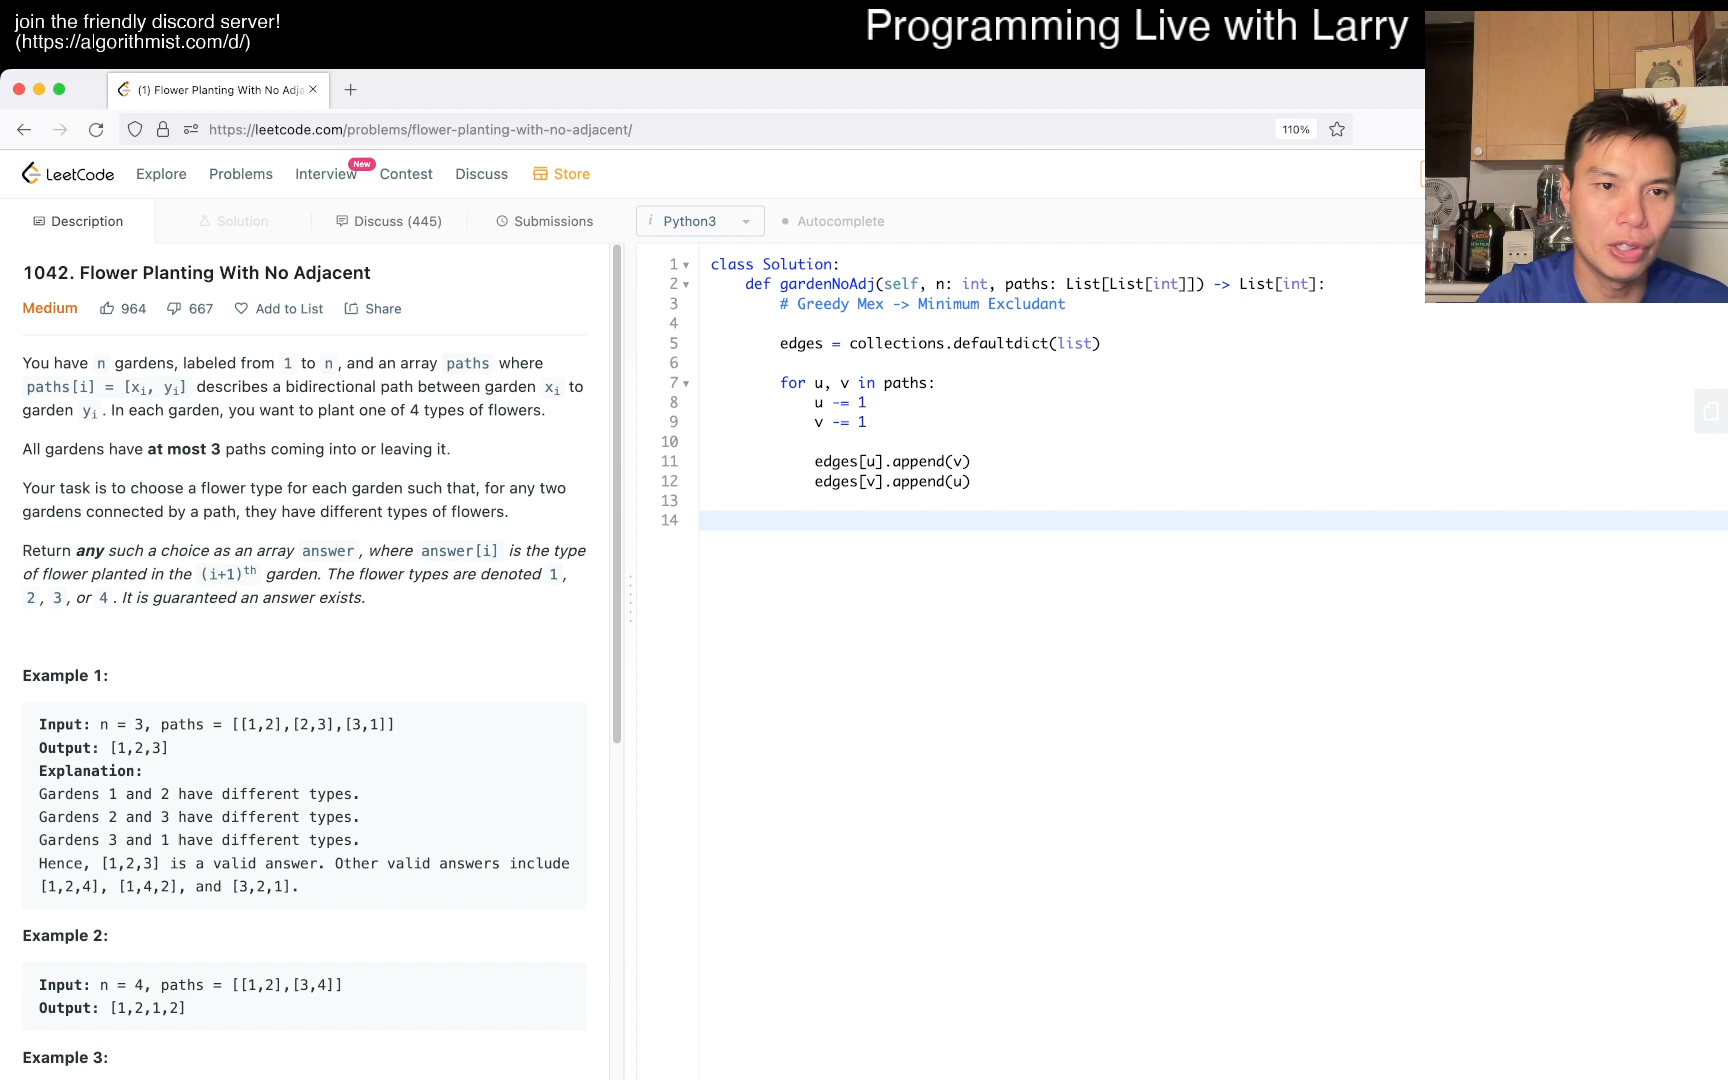 join the friendly discord server!
(https://algorithmist.com/d/)
Programming Live with Larry
(1) Flower Planting With No Adja
https://leetcode.com/problems/flower-planting-with-no-adjacent/
110%
LeetCode
Explore
Problems
Interview
New
Contest
Discuss
Store
Description
Solution
Discuss (445)
Submissions
i Python3
Autocomplete
1042. Flower Planting With No Adjacent
Medium
964
667
Add to List
Share
You have n gardens, labeled from 1 to n, and an array paths where
paths[i] = [xi, yi] describes a bidirectional path between garden xi to
garden yi. In each garden, you want to plant one of 4 types of flowers.
All gardens have at most 3 paths coming into or leaving it.
Your task is to choose a flower type for each garden such that, for any two
gardens connected by a path, they have different types of flowers.
Return any such a choice as an array answer, where answer[i] is the type
of flower planted in the (i+1)th garden. The flower types are denoted 1,
2, 3, or 4. It is guaranteed an answer exists.
Example 1:
Input: n = 3, paths = [[1,2],[2,3],[3,1]]
Output: [1,2,3]
Explanation:
Gardens 1 and 2 have different types.
Gardens 2 and 3 have different types.
Gardens 3 and 1 have different types.
Hence, [1,2,3] is a valid answer. Other valid answers include
[1,2,4], [1,4,2], and [3,2,1].
Example 2:
Input: n = 4, paths = [[1,2],[3,4]]
Output: [1,2,1,2]
Example 3:
1 class Solution:
2 def gardenNoAdj(self, n: int, paths: List[List[int]]) -> List[int]:
3 # Greedy Mex -> Minimum Excludant
4
5 edges = collections.defaultdict(list)
6
7 for u, v in paths:
8 u -= 1
9 v -= 1
10
11 edges[u].append(v)
12 edges[v].append(u)
13
14